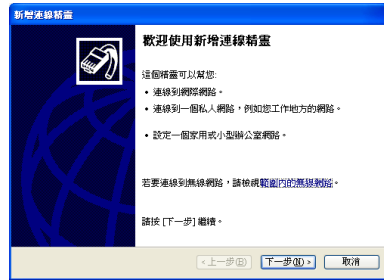 新增連線精靈
歡迎使用新增連線精靈
這個精靈可以幫您:
• 連線到網際網路。
• 連線到一個私人網路，例如您工作地方的網路。
• 設定一個家用或小型辦公室網路。
若要連線到無線網路，請檢視範圍內的無線網路。
請按 [下一步] 繼續。
<上一步(B) 下一步(N)> 取消